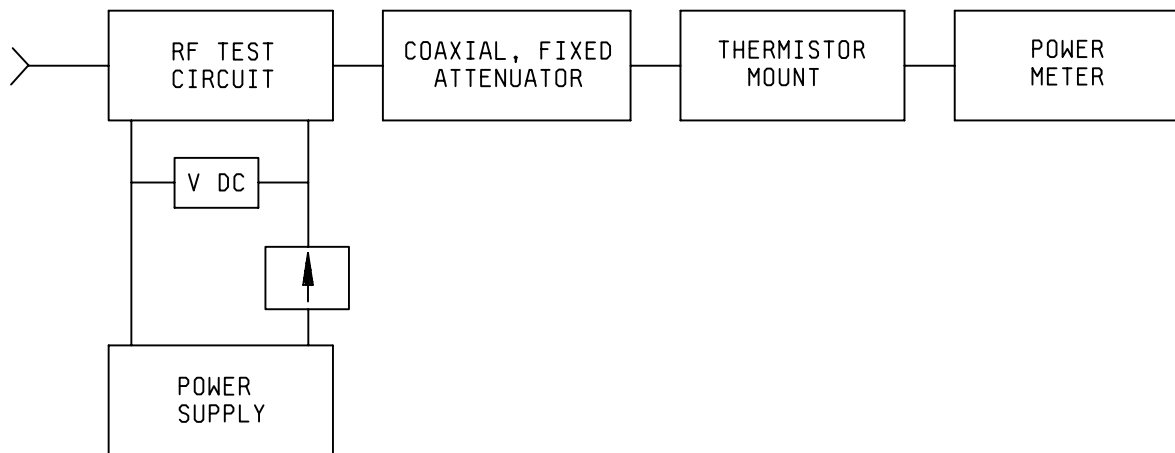 RF TEST
CIRCUIT
COAXIAL, FIXED
ATTENUATOR
THERMISTOR
MOUNT
POWER
METER
V DC
POWER
SUPPLY